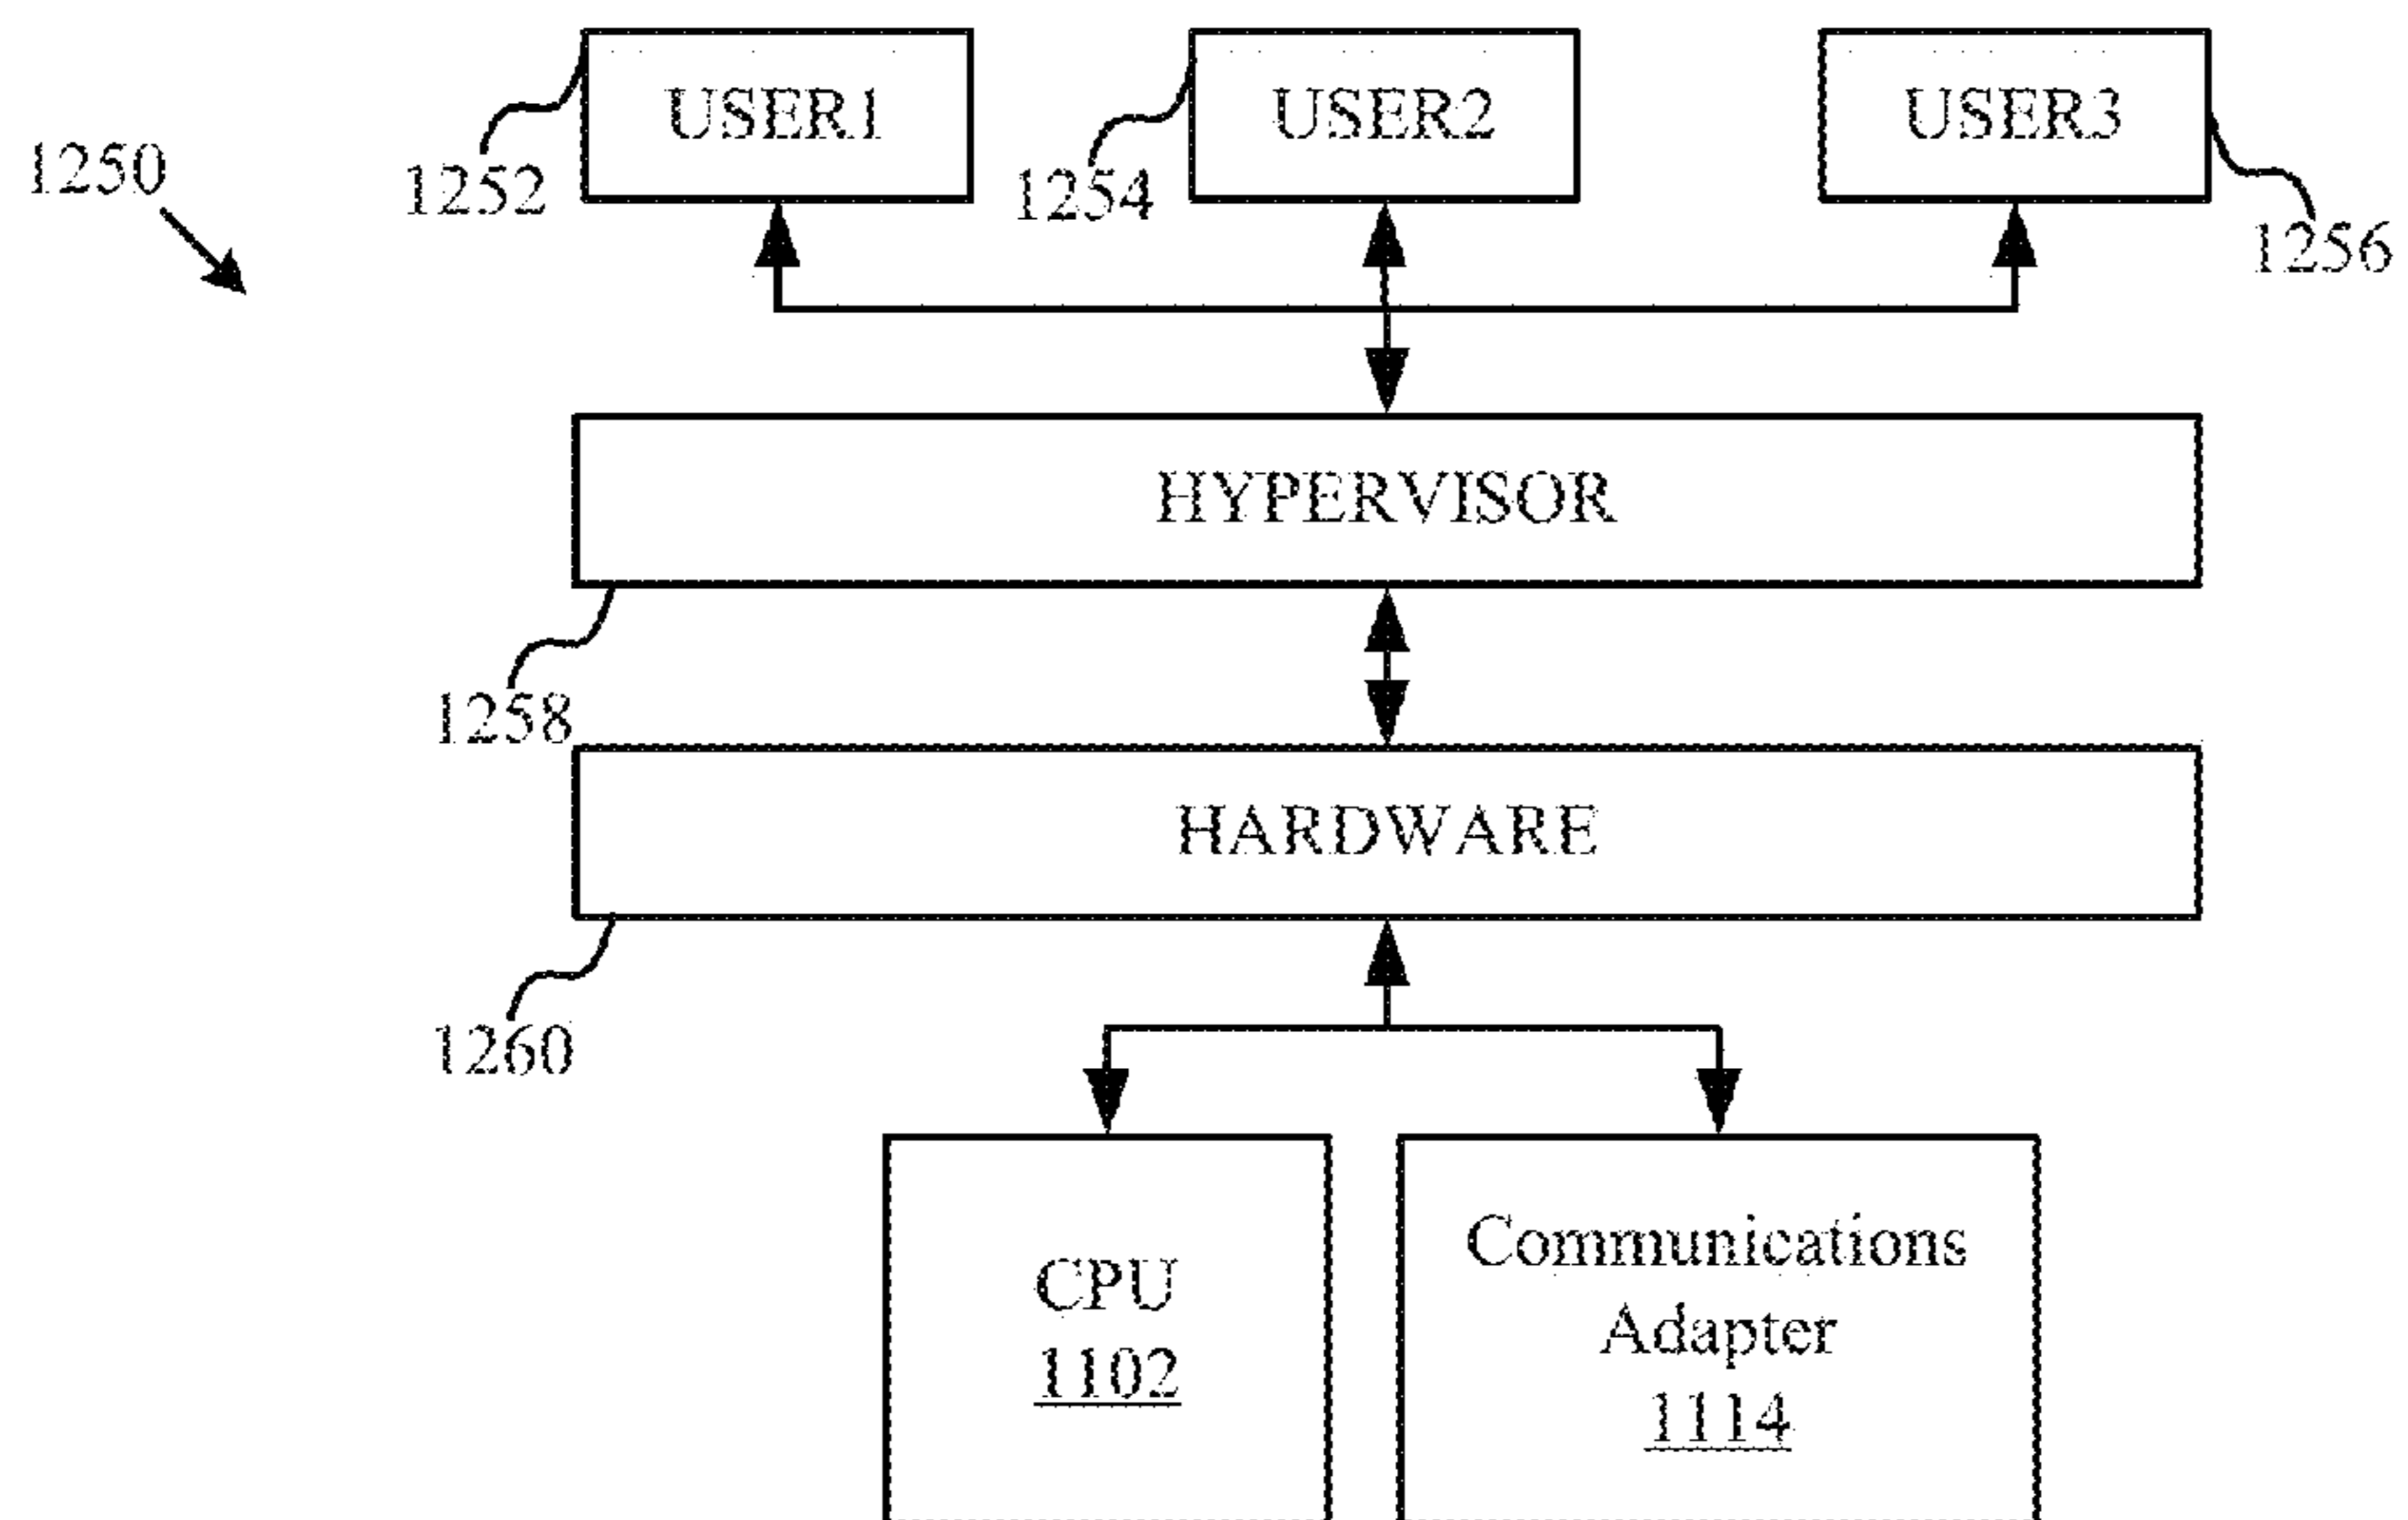 USER1
USER2
USER3
1250
1252
1254
1256
HYPERVISOR
1258
HARDWARE
1260
CPU
1102
Communications
Adapter
1114